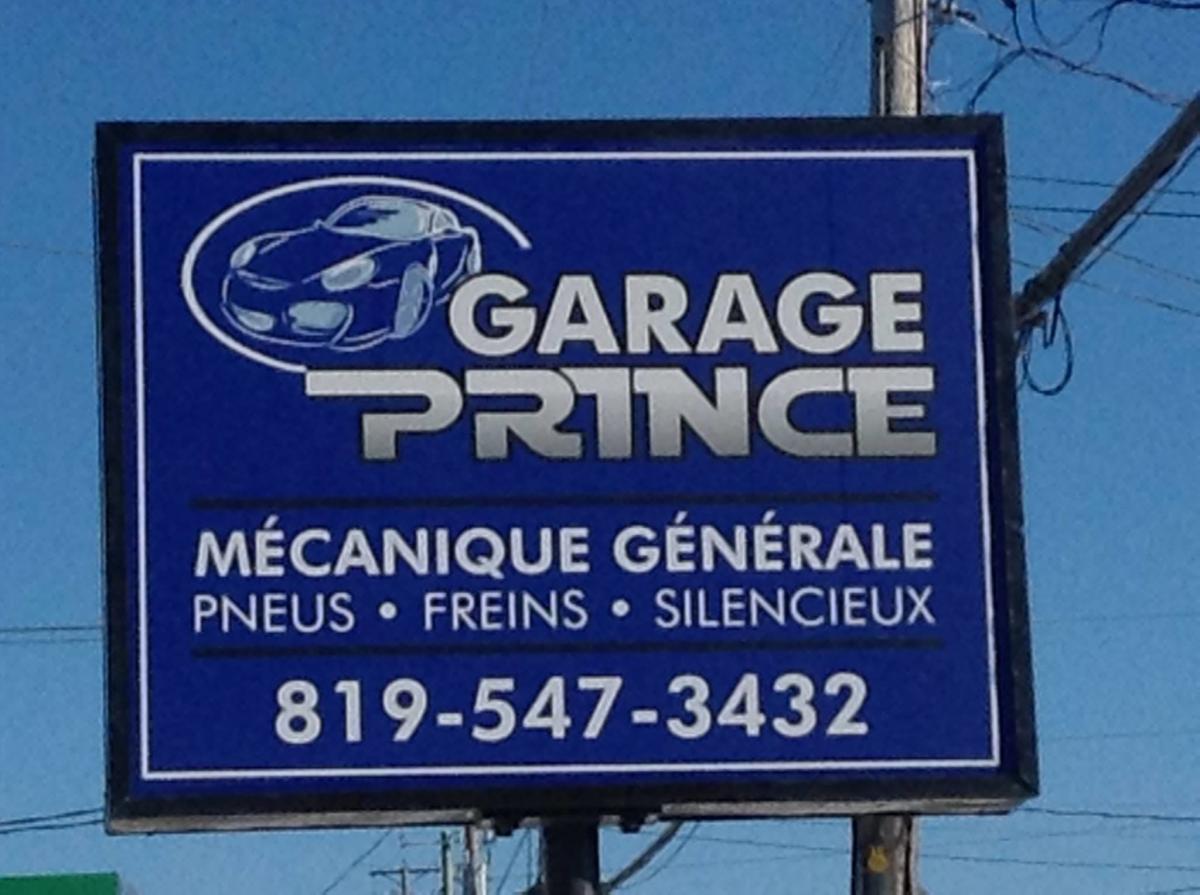 GARAGE
PRINCE
MÉCANIQUE GÉNÉRALE
PNEUS • FREINS • SILENCIEUX
819-547-3432